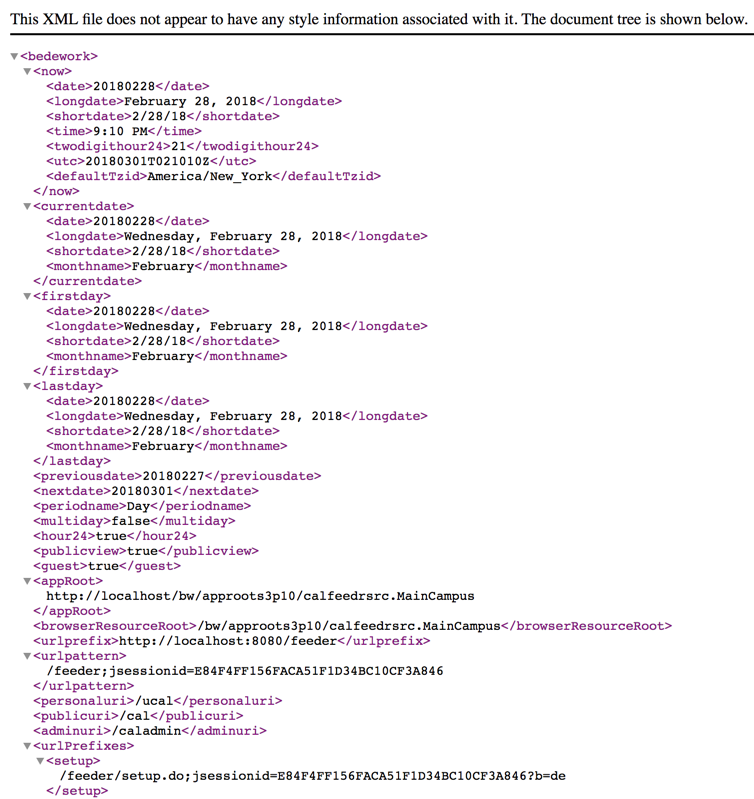 This XML file does not appear to have any style information associated with it. The document tree is shown below.
<bedework>
<now>
<date>20180228</date>
<longdate>February 28, 2018</longdate>
<shortdate>2/28/18</shortdate>
<time>9:10 PM</time>
<twodigithour24>21</twodigithour24>
<utc>20180301T021010Z</utc>
<defaultTzid>America/New_York</defaultTzid>
</now>
<currentdate>
<date>20180228</date>
<longdate>Wednesday, February 28, 2018</longdate>
<shortdate>2/28/18</shortdate>
<monthname>February</monthname>
</currentdate>
<firstday>
<date>20180228</date>
<longdate>Wednesday, February 28, 2018</longdate>
<shortdate>2/28/18</shortdate>
<monthname>February</monthname>
</firstday>
<lastday>
<date>20180228</date>
<longdate>Wednesday, February 28, 2018</longdate>
<shortdate>2/28/18</shortdate>
<monthname>February</monthname>
</lastday>
<previousdate>20180227</previousdate>
<nextdate>20180301</nextdate>
<periodname>Day</periodname>
<multiday>false</multiday>
<hour24>true</hour24>
<publicview>true</publicview>
<guest>true</guest>
<appRoot>
http://localhost/bw/approots3p10/calfeedrsrc.MainCampus
</appRoot>
<browserResourceRoot>/bw/approots3p10/calfeedrsrc.MainCampus</browserResourceRoot>
<urlprefix>http://localhost:8080/feeder</urlprefix>
<urlpattern>
/feeder;jsessionid=E84F4FF156FACA51F1D34BC10CF3A846
</urlpattern>
<personaluri>/ucal</personaluri>
<publicuri>/cal</publicuri>
<adminuri>/caladmin</adminuri>
<urlPrefixes>
<setup>
/feeder/setup.do;jsessionid=E84F4FF156FACA51F1D34BC10CF3A846?b=de
</setup>